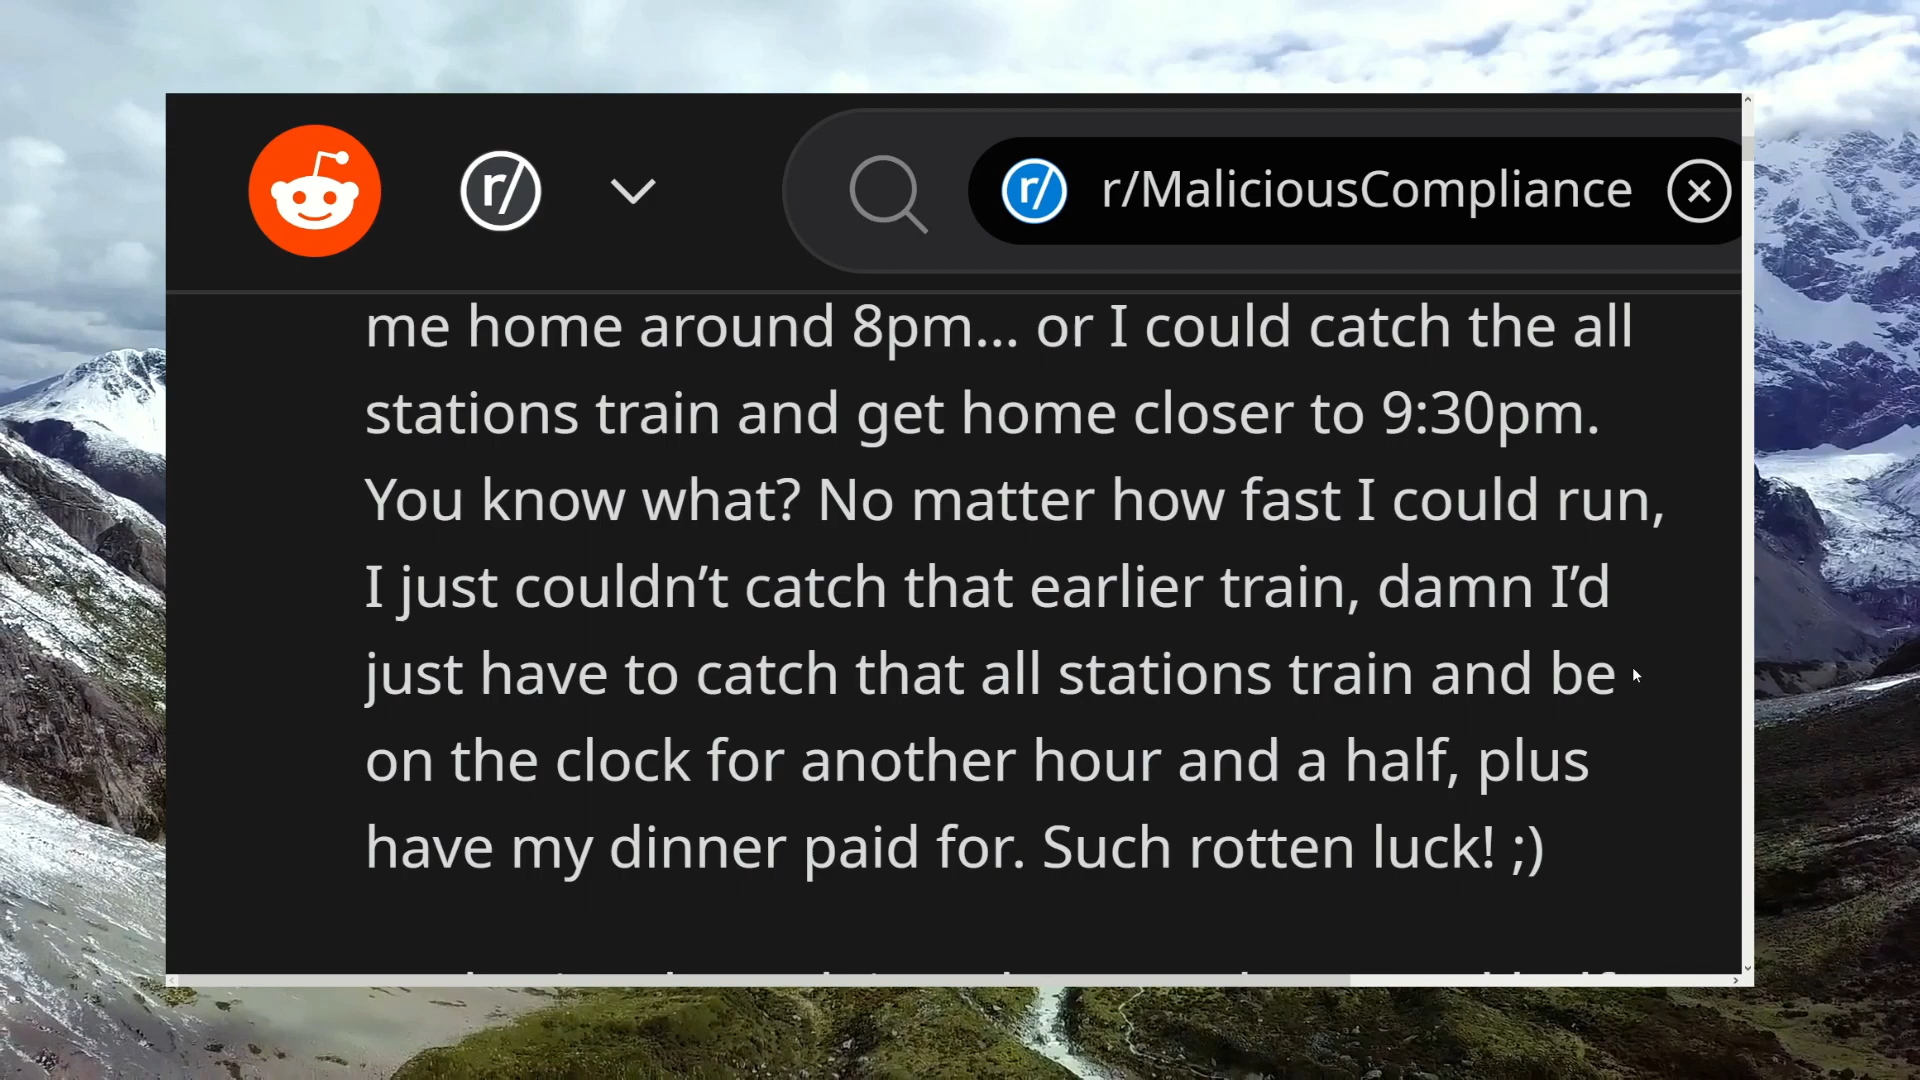 r/
r/
r/MaliciousCompliance
me home around 8pm... or I could catch the all
stations train and get home closer to 9:30pm.
You know what? No matter how fast I could run,
I just couldn’t catch that earlier train, damn I’d
just have to catch that all stations train and be
on the clock for another hour and a half, plus
have my dinner paid for. Such rotten luck! ;)